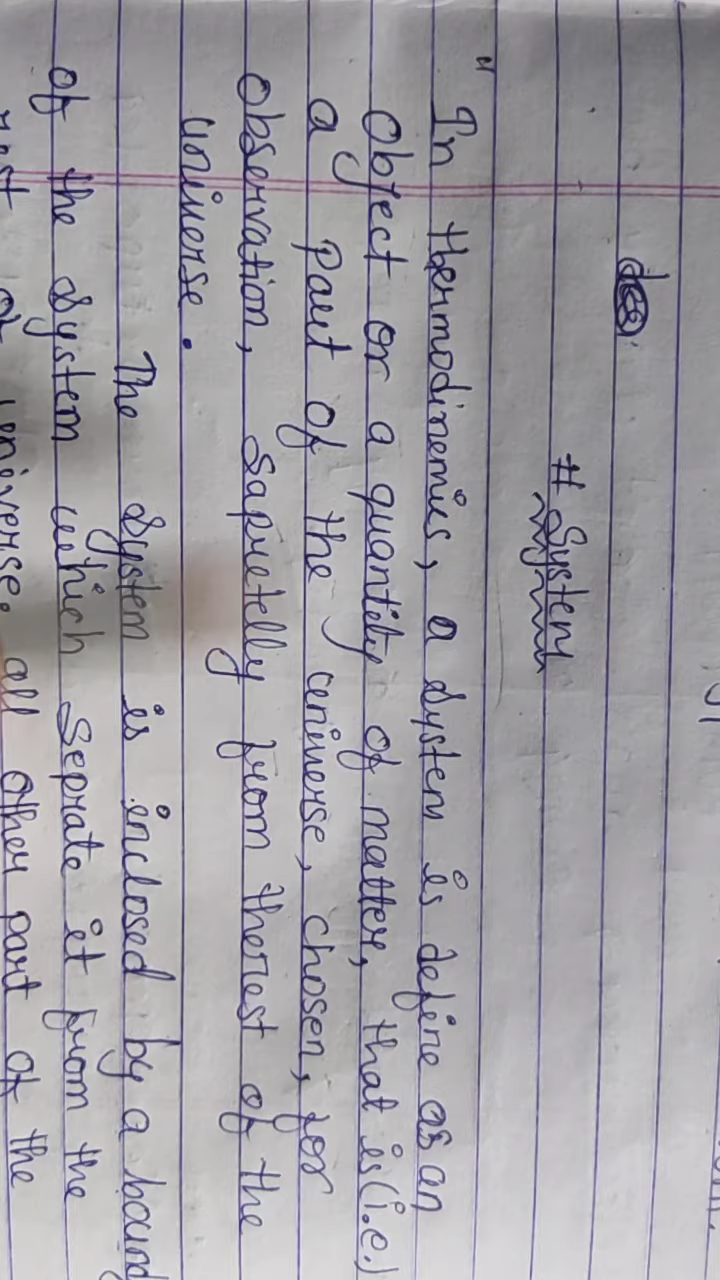 # System
" In thermodinemics, a system is define as an
object or a quantity of matter, that is (i.e.)
a part of the universe, chosen, for
observation, sapretelly from therest of the
universe.
The system is inclosed by a bound
of the system which seprate it from the
rest of universe. all other part of the